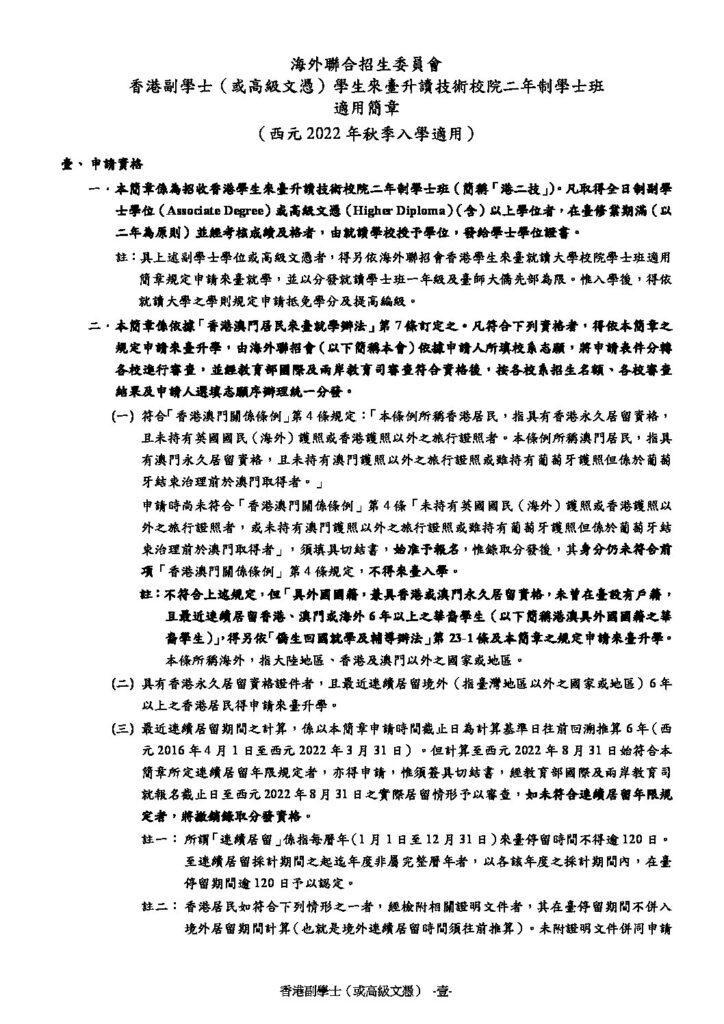 海外聯合招生委員會
香港副學士（或高級文憑）學生來臺升讀技術校院二年制學士班
適用簡章
（西元 2022 年秋季入學適用）
壹、申請資格
一．本簡章係為招收香港學生來臺升讀技術校院二年制學士班（簡稱「港二技」）。凡取得全日制副學
士學位（Associate Degree）或高級文憑（Higher Diploma）（含）以上學位者，在臺修業期滿（以
二年為原則）並經考核成績及格者，由就讀學校授予學位，發給學士學位證書。
註：具上述副學士學位或高級文憑者，得另依海外聯招會香港學生來臺就讀大學校院學士班適用
簡章規定申請來臺就學，並以分發就讀學士班一年級及臺師大僑先部為限。惟入學後，得依
就讀大學之學則規定申請抵免學分及提高編級。
二．本簡章係依據「香港澳門居民來臺就學辦法」第 7 條訂定之。凡符合下列資格者，得依本簡章之
規定申請來臺升學，由海外聯招會（以下簡稱本會）依據申請人所填校系志願，將申請表件分轉
各校進行審查，並經教育部國際及兩岸教育司審查符合資格後，按各校系招生名額、各校審查
結果及申請人選填志願序辦理統一分發。
(一) 符合「香港澳門關係條例」第 4 條規定：「本條例所稱香港居民，指具有香港永久居留資格，
且未持有英國國民（海外）護照或香港護照以外之旅行證照者。本條例所稱澳門居民，指具
有澳門永久居留資格，且未持有澳門護照以外之旅行證照或雖持有葡萄牙護照但係於葡萄
牙結束治理前於澳門取得者。」
申請時尚未符合「香港澳門關係條例」第 4 條「未持有英國國民（海外）護照或香港護照以
外之旅行證照者，或未持有澳門護照以外之旅行證照或雖持有葡萄牙護照但係於葡萄牙結
束治理前於澳門取得者」，須填具切結書，始准予報名，惟錄取分發後，其身分仍未符合前
項「香港澳門關係條例」第 4 條規定，不得來臺入學。
註：不符合上述規定，但「具外國國籍，兼具香港或澳門永久居留資格，未曾在臺設有戶籍，
且最近連續居留香港、澳門或海外 6 年以上之華裔學生（以下簡稱港澳具外國國籍之華
裔學生）」，得另依「僑生回國就學及輔導辦法」第 23-1 條及本簡章之規定申請來臺升學。
本條所稱海外，指大陸地區、香港及澳門以外之國家或地區。
(二) 具有香港永久居留資格證件者，且最近連續居留境外（指臺灣地區以外之國家或地區）6 年
以上之香港居民得申請來臺升學。
(三) 最近連續居留期間之計算，係以本簡章申請時間截止日為計算基準日往前回溯推算 6 年（西
元 2016 年 4 月 1 日至西元 2022 年 3 月 31 日）。但計算至西元 2022 年 8 月 31 日始符合本
簡章所定連續居留年限規定者，亦得申請，惟須簽具切結書，經教育部國際及兩岸教育司
就報名截止日至西元 2022 年 8 月 31 日之實際居留情形予以審查，如未符合連續居留年限規
定者，將撤銷錄取分發資格。
註一： 所謂「連續居留」係指每曆年（1 月 1 日至 12 月 31 日）來臺停留時間不得逾 120 日。
至連續居留採計期間之起迄年度非屬完整曆年者，以各該年度之採計期間內，在臺
停留期間逾 120 日予以認定。
註二： 香港居民如符合下列情形之一者，經檢附相關證明文件者，其在臺停留期間不併入
境外居留期間計算（也就是境外連續居留時間須往前推算）。未附證明文件併同申請
香港副學士（或高級文憑） -壹-